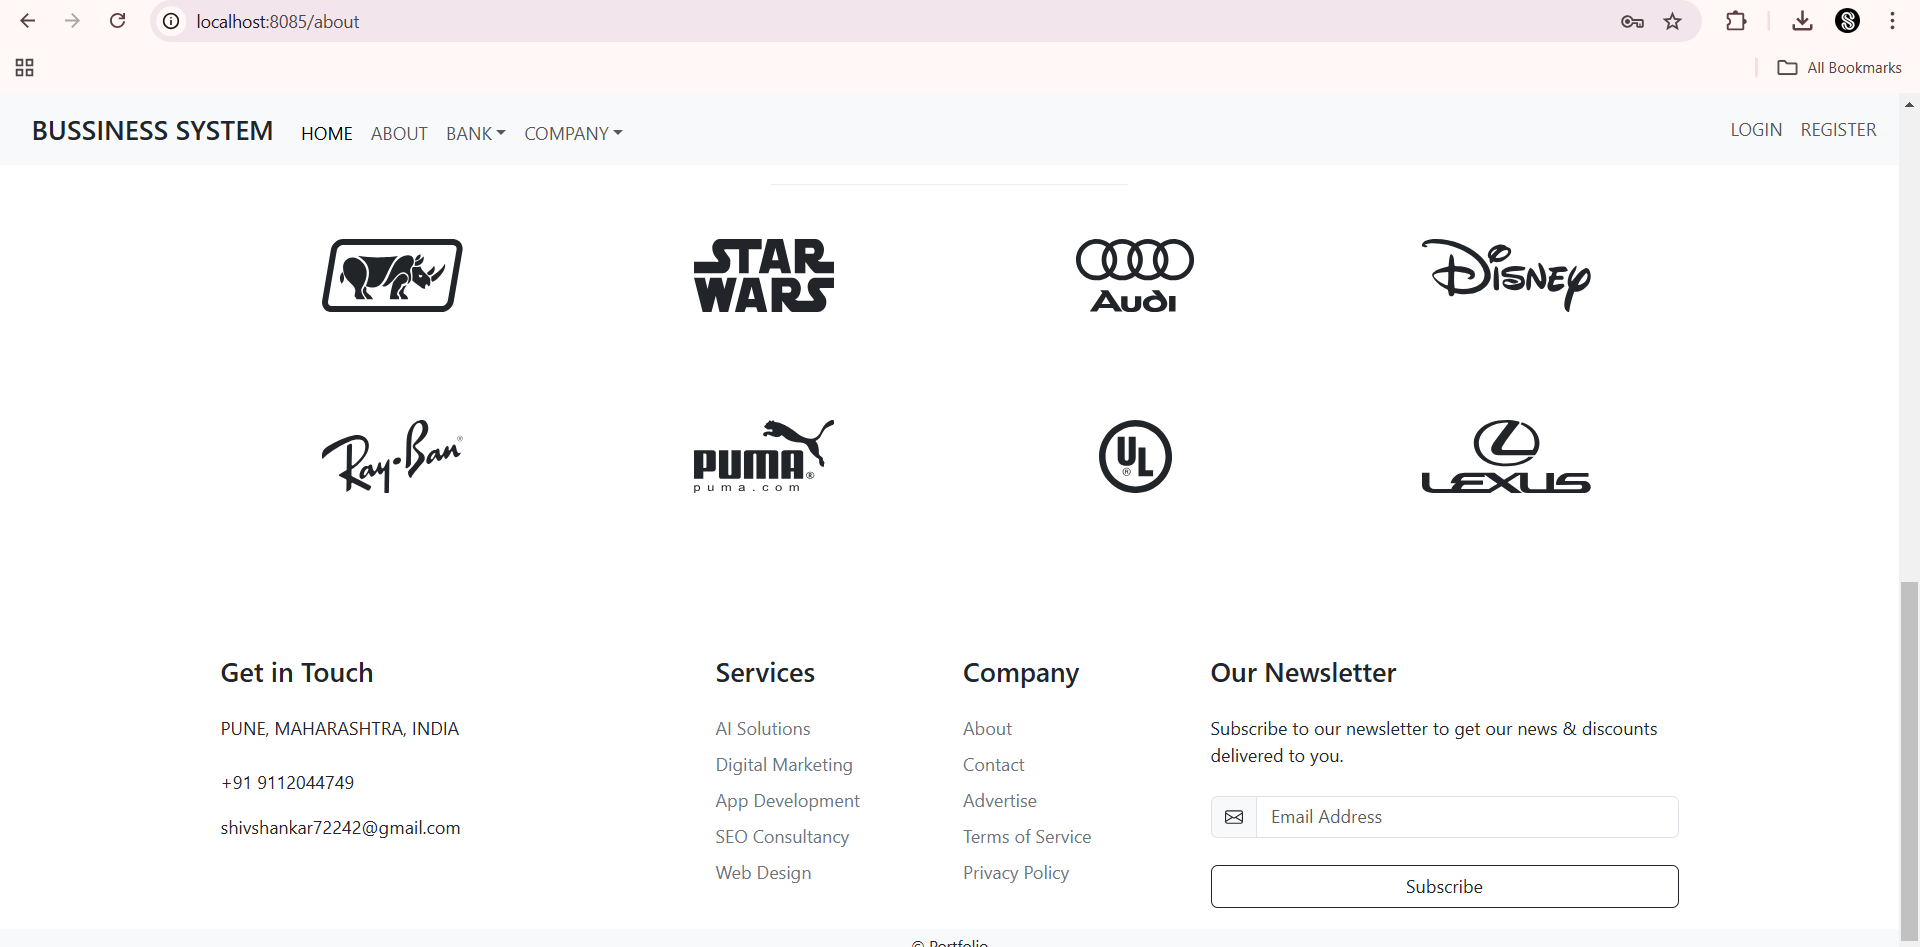 localhost:8085/about
All Bookmarks
BUSSINESS SYSTEM HOME ABOUT BANK COMPANY LOGIN REGISTER
STAR WARS
Audi
Disney
Ray-Ban®
PUMA®
puma.com
UL®
LEXUS
Get in Touch
PUNE, MAHARASHTRA, INDIA
+91 9112044749
shivshankar72242@gmail.com
Services
AI Solutions
Digital Marketing
App Development
SEO Consultancy
Web Design
Company
About
Contact
Advertise
Terms of Service
Privacy Policy
Our Newsletter
Subscribe to our newsletter to get our news & discounts
delivered to you.
Email Address
Subscribe
© Portfolio